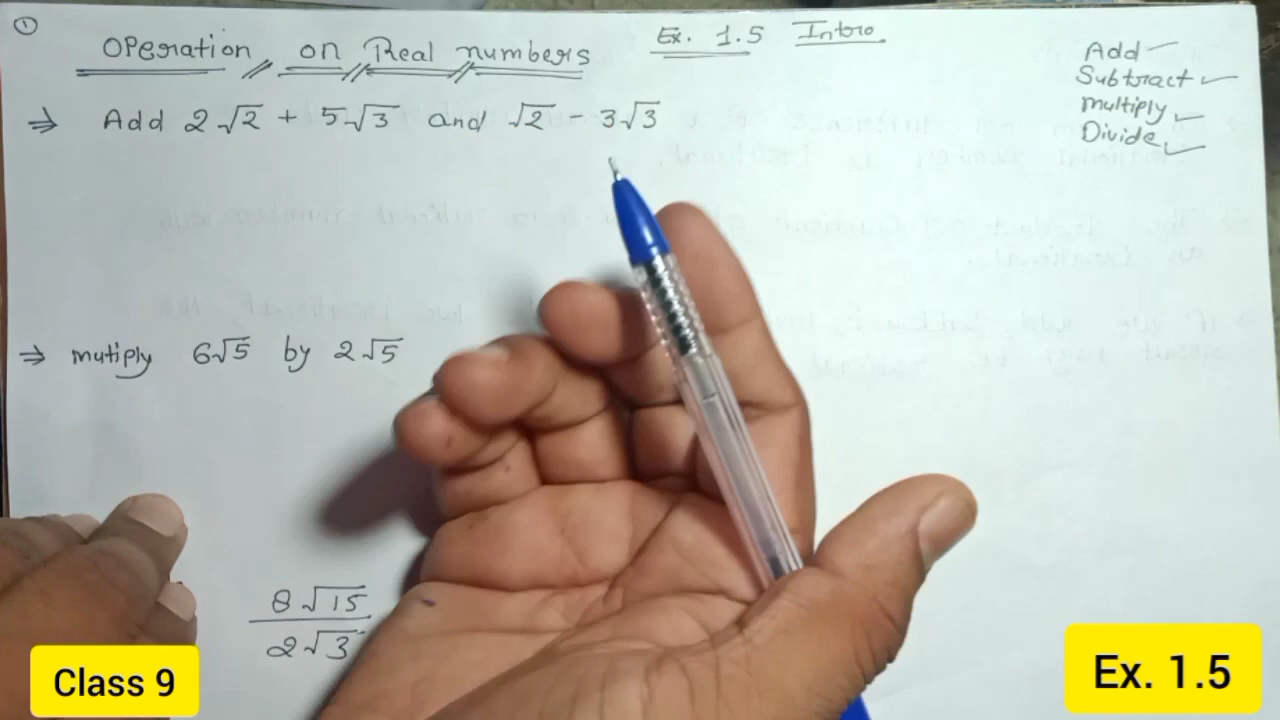 ①
OPeration on Real numbers Ex. 1.5 Intro
Add
Subtract
multiply
Divide
⇒ Add 2√2 + 5√3 and √2 - 3√3
⇒ mutiply 6√5 by 2√5
8√15
2√3
Class 9
Ex. 1.5